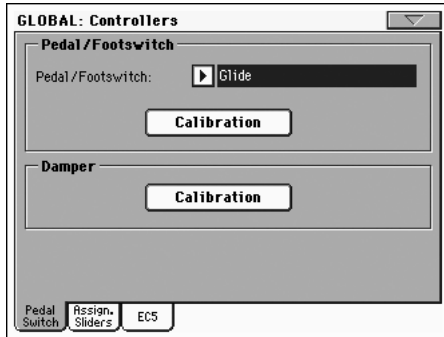 GLOBAL: Controllers
Pedal/Footswitch
Pedal/Footswitch: Glide
Calibration
Damper
Calibration
Pedal Switch
Assign. Sliders
EC5